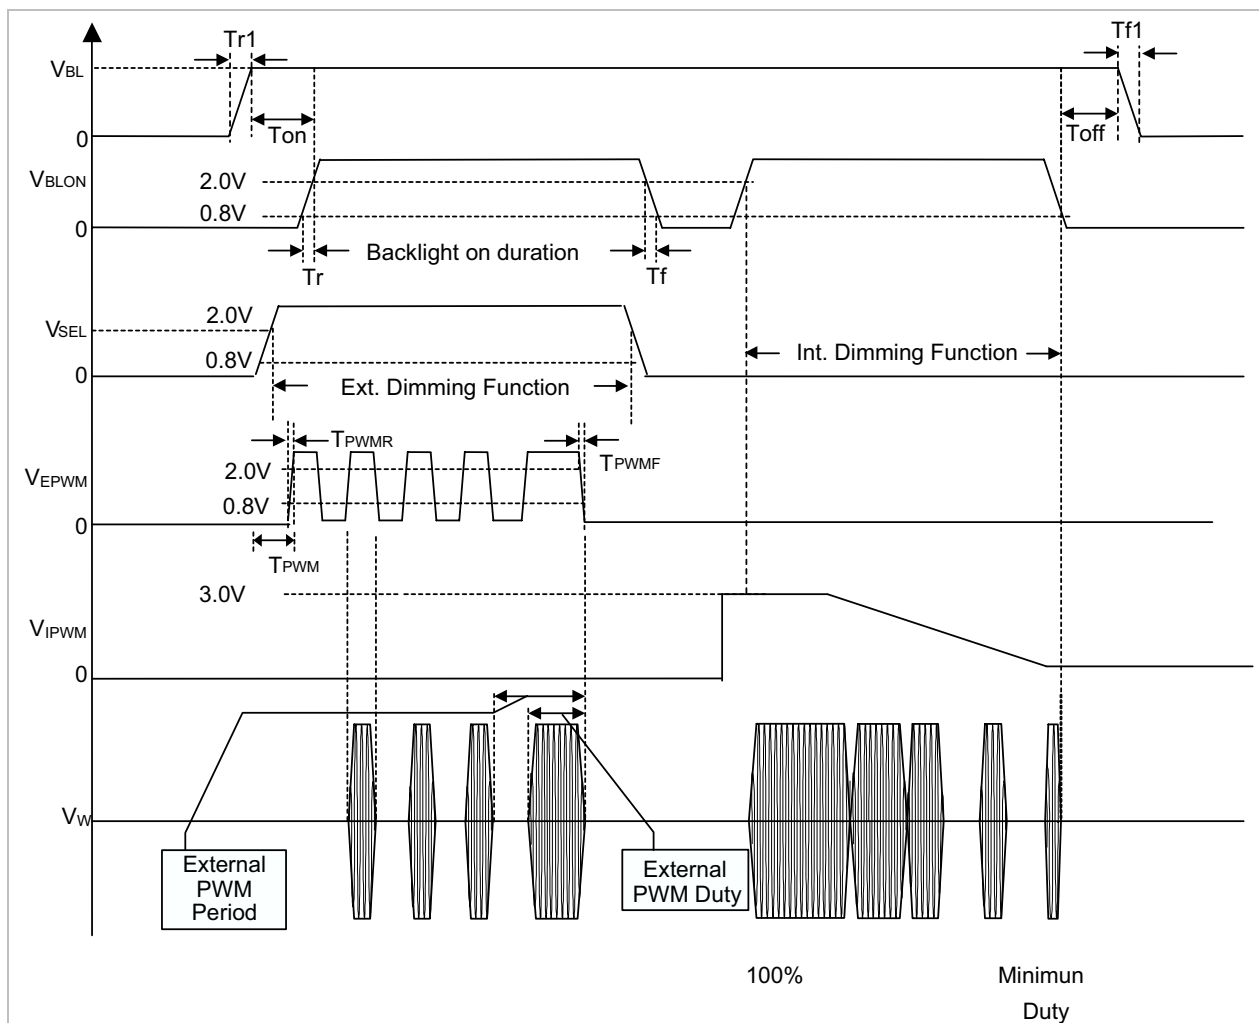 Tr1
Tf1
VBL
0
Ton
Toff
VBLON
2.0V
0.8V
0
Tr
Backlight on duration
Tf
VSEL
2.0V
0.8V
0
Ext. Dimming Function
Int. Dimming Function
TPWMR
TPWMF
VEPWM
2.0V
0.8V
0
TPWM
3.0V
VIPWM
0
VW
External
PWM
Period
External
PWM Duty
100%
Minimun
Duty